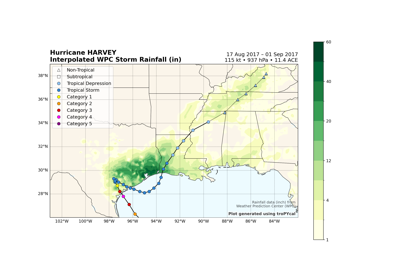 Hurricane HARVEY
Interpolated WPC Storm Rainfall (in)
17 Aug 2017 – 01 Sep 2017
115 kt • 937 hPa • 11.4 ACE
Non-Tropical
Subtropical
Tropical Depression
Tropical Storm
Category 1
Category 2
Category 3
Category 4
Category 5
38°N
36°N
34°N
32°N
30°N
28°N
102°W
100°W
98°W
96°W
94°W
92°W
90°W
88°W
86°W
84°W
60
40
20
12
4
1
Rainfall data (inch) from
Weather Prediction Center
Plot generated using troPYcal